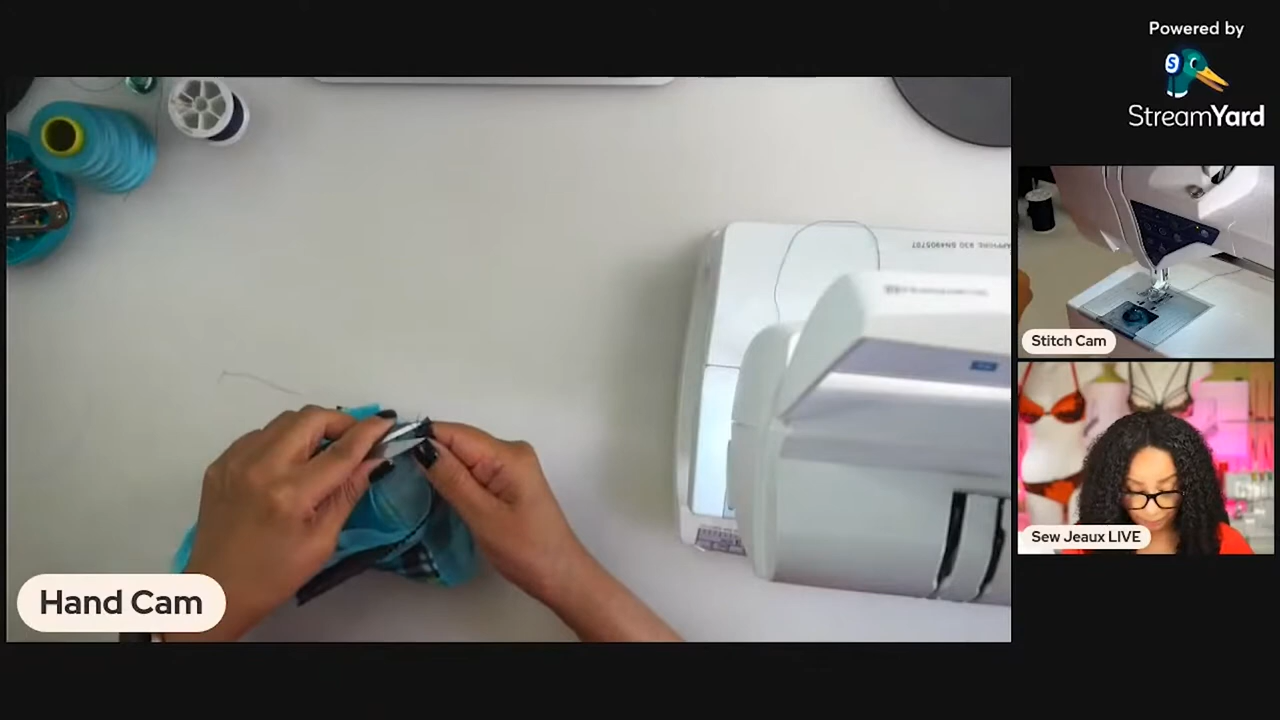 Powered by
StreamYard
Stitch Cam
Sew Jeaux LIVE
Hand Cam